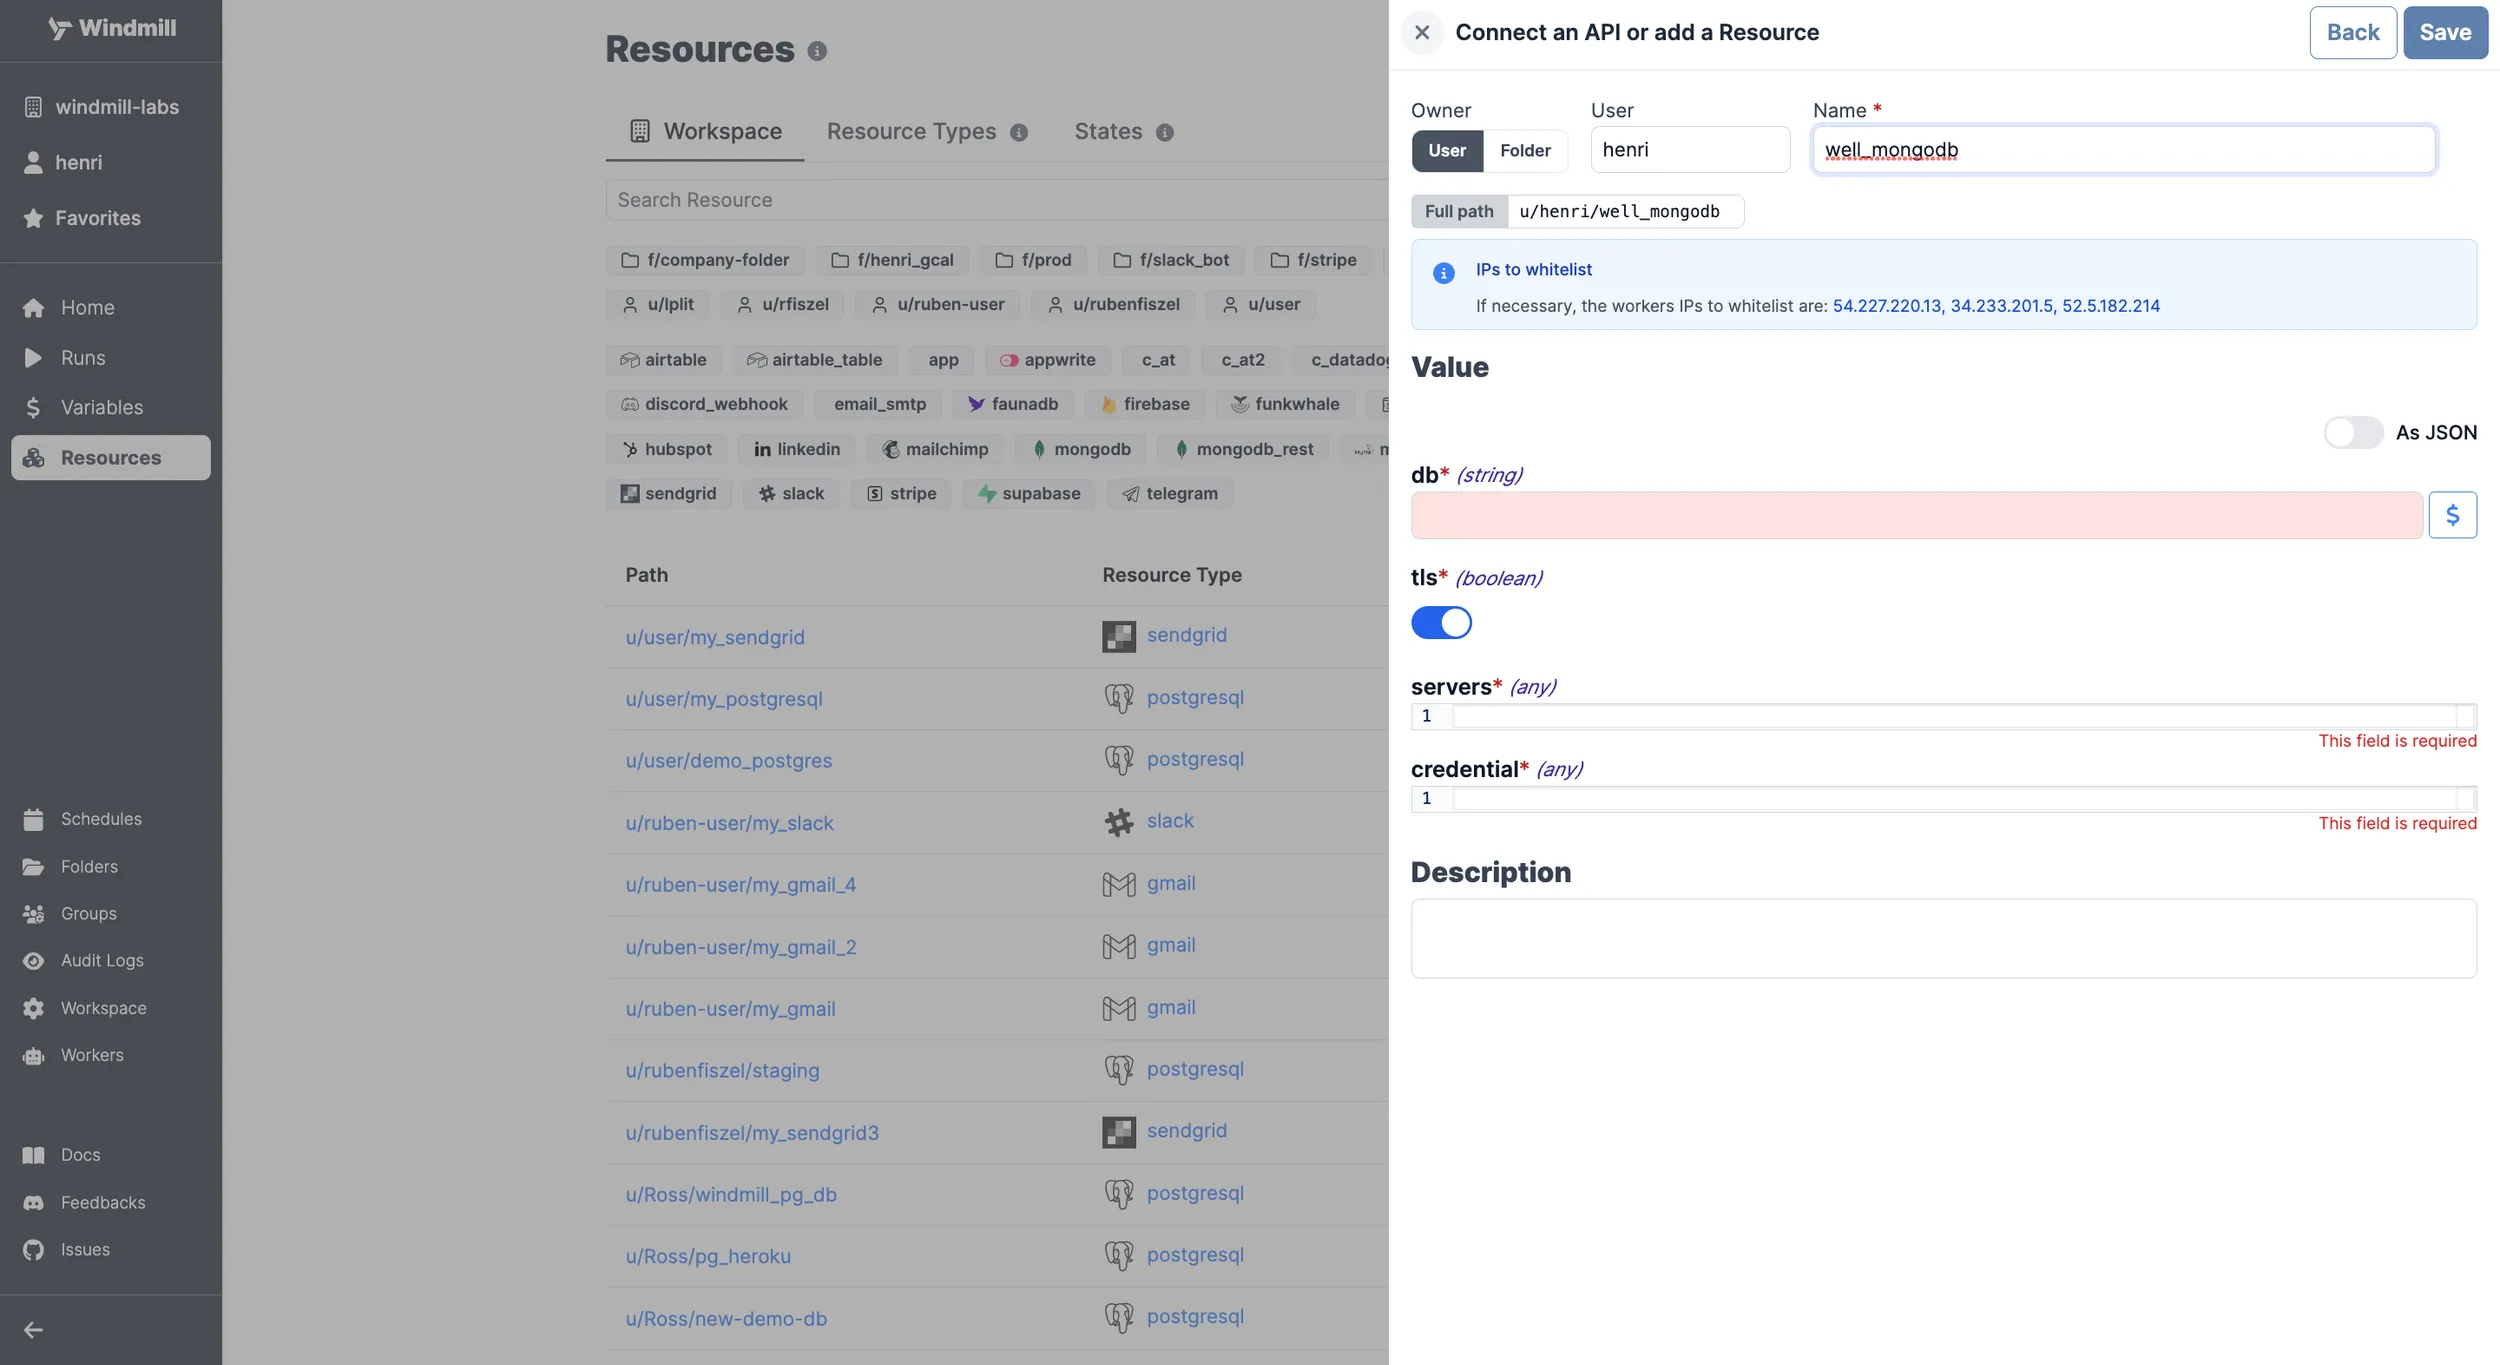 Windmill
windmill-labs
henri
Favorites
Home
Runs
Variables
Resources
Schedules
Folders
Groups
Audit Logs
Workspace
Workers
Docs
Feedbacks
Issues
Resources
Workspace Resource Types States
Search Resource
f/company-folder f/henri_gcal f/prod f/slack_bot f/stripe
u/lplit u/rfiszel u/ruben-user u/rubenfiszel u/user
airtable airtable_table app appwrite c_at c_at2 c_datadog
discord_webhook email_smtp faunadb firebase funkwhale
hubspot linkedin mailchimp mongodb mongodb_rest
sendgrid slack stripe supabase telegram
Path Resource Type
u/user/my_sendgrid sendgrid
u/user/my_postgresql postgresql
u/user/demo_postgres postgresql
u/ruben-user/my_slack slack
u/ruben-user/my_gmail_4 gmail
u/ruben-user/my_gmail_2 gmail
u/ruben-user/my_gmail gmail
u/rubenfiszel/staging postgresql
u/rubenfiszel/my_sendgrid3 sendgrid
u/Ross/windmill_pg_db postgresql
u/Ross/pg_heroku postgresql
u/Ross/new-demo-db postgresql
Connect an API or add a Resource
Back Save
Owner User Name *
User Folder henri well_mongodb
Full path u/henri/well_mongodb
IPs to whitelist
If necessary, the workers IPs to whitelist are: 54.227.220.13, 34.233.201.5, 52.5.182.214
Value
As JSON
db* (string)
$
tls* (boolean)
servers* (any)
1
This field is required
credential* (any)
1
This field is required
Description